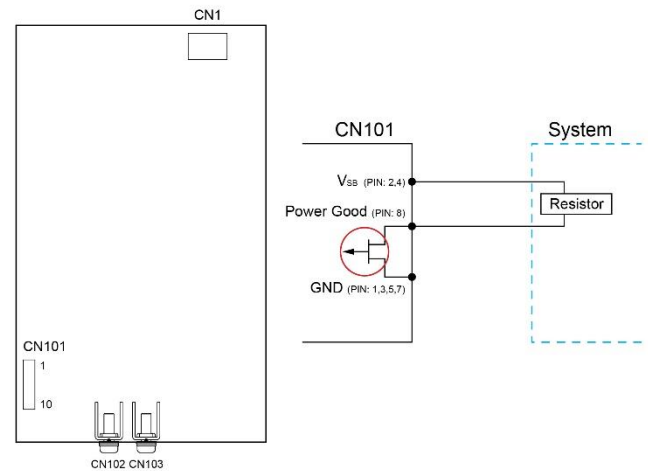 CN1
CN101
1
10
CN102 CN103
CN101
System
VSB (PIN: 2,4)
Resistor
Power Good (PIN: 8)
GND (PIN: 1,3,5,7)